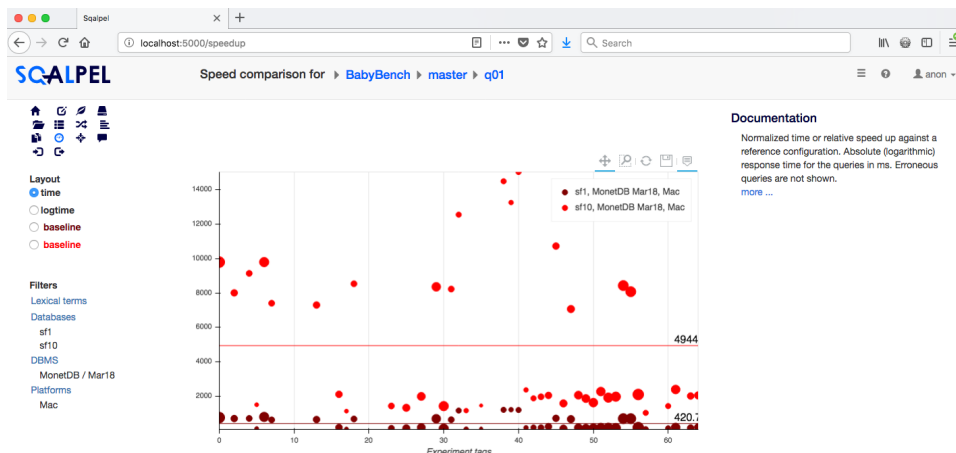 Sqalpel
localhost:5000/speedup
Search
SQALPEL
Speed comparison for BabyBench master q01
anon
Layout
time
logtime
baseline
baseline
Filters
Lexical terms
Databases
sf1
sf10
DBMS
MonetDB / Mar18
Platforms
Mac
14000
12000
10000
8000
6000
4000
2000
0
10
20
30
40
50
60
Experiment tags
sf1, MonetDB Mar18, Mac
sf10, MonetDB Mar18, Mac
4944
420.7
Documentation
Normalized time or relative speed up against a
reference configuration. Absolute (logarithmic)
response time for the queries in ms. Erroneous
queries are not shown.
more ...